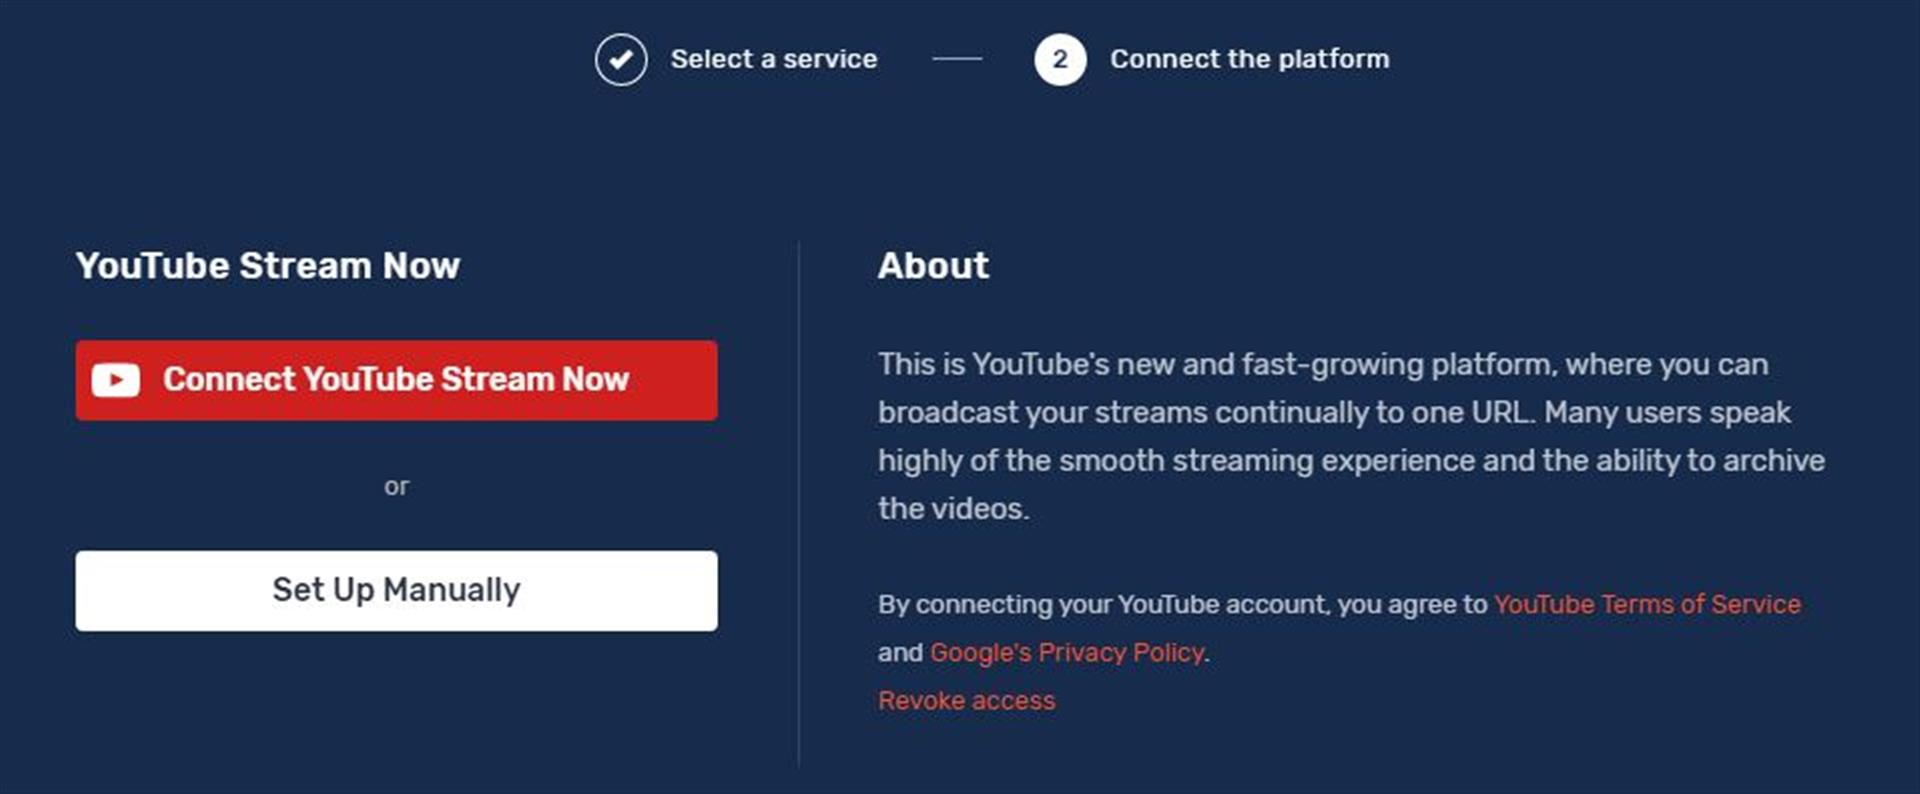 Select a service
2 Connect the platform
YouTube Stream Now
Connect YouTube Stream Now
or
Set Up Manually
About
This is YouTube's new and fast-growing platform, where you can
broadcast your streams continually to one URL. Many users speak
highly of the smooth streaming experience and the ability to archive
the videos.
By connecting your YouTube account, you agree to YouTube Terms of Service
and Google's Privacy Policy.
Revoke access